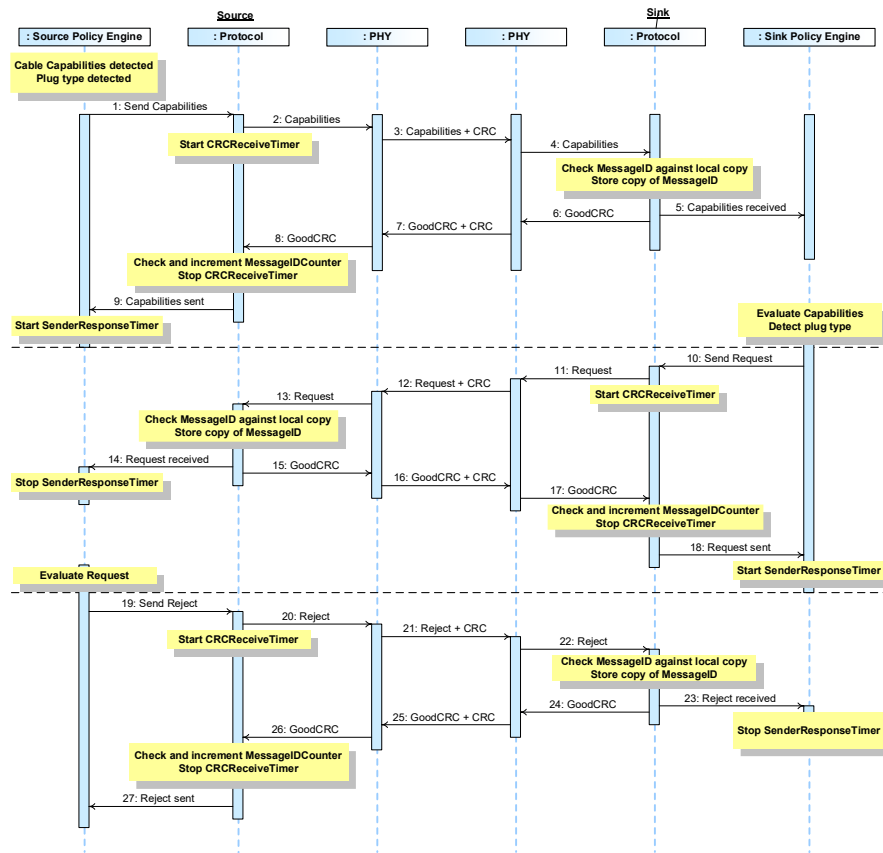 Source
Sink
: Source Policy Engine
: Protocol
: PHY
: PHY
: Protocol
: Sink Policy Engine
Cable Capabilities detected
Plug type detected
1: Send Capabilities
2: Capabilities
Start CRCReceiveTimer
3: Capabilities + CRC
4: Capabilities
Check MessageID against local copy
Store copy of MessageID
5: Capabilities received
6: GoodCRC
7: GoodCRC + CRC
8: GoodCRC
Check and increment MessageIDCounter
Stop CRCReceiveTimer
9: Capabilities sent
Start SenderResponseTimer
Evaluate Capabilities
Detect plug type
10: Send Request
11: Request
Start CRCReceiveTimer
12: Request + CRC
13: Request
Check MessageID against local copy
Store copy of MessageID
14: Request received
15: GoodCRC
Stop SenderResponseTimer
16: GoodCRC + CRC
17: GoodCRC
Check and increment MessageIDCounter
Stop CRCReceiveTimer
18: Request sent
Start SenderResponseTimer
Evaluate Request
19: Send Reject
20: Reject
Start CRCReceiveTimer
21: Reject + CRC
22: Reject
Check MessageID against local copy
Store copy of MessageID
23: Reject received
24: GoodCRC
Stop SenderResponseTimer
25: GoodCRC + CRC
26: GoodCRC
Check and increment MessageIDCounter
Stop CRCReceiveTimer
27: Reject sent